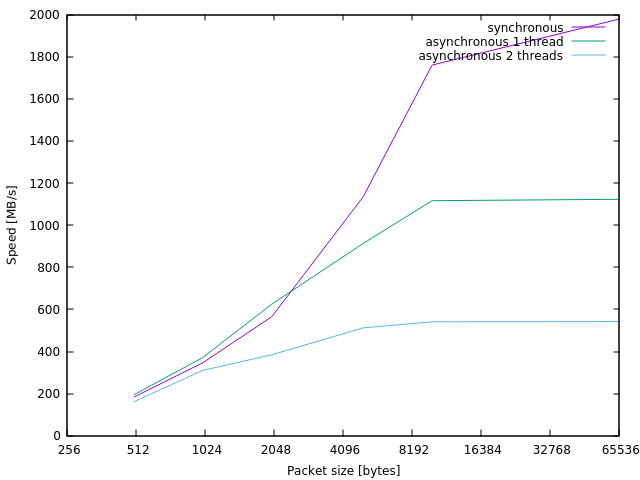 2000
1800
1600
1400
1200
1000
800
600
400
200
0
Speed [MB/s]
synchronous
asynchronous 1 thread
asynchronous 2 threads
256 512 1024 2048 4096 8192 16384 32768 65536
Packet size [bytes]